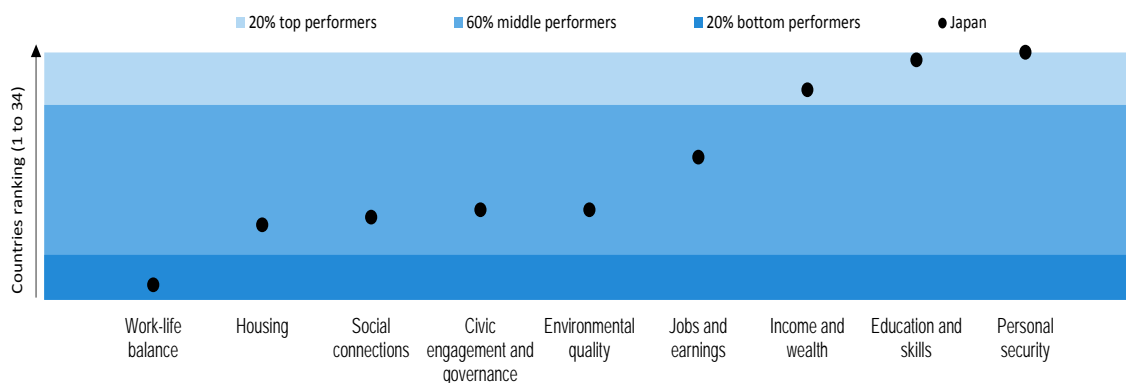 20% top performers 60% middle performers 20% bottom performers Japan
Countries ranking (1 to 34)
Work-life
balance
Housing
Social
connections
Civic
engagement and
governance
Environmental
quality
Jobs and
earnings
Income and
wealth
Education and
skills
Personal
security